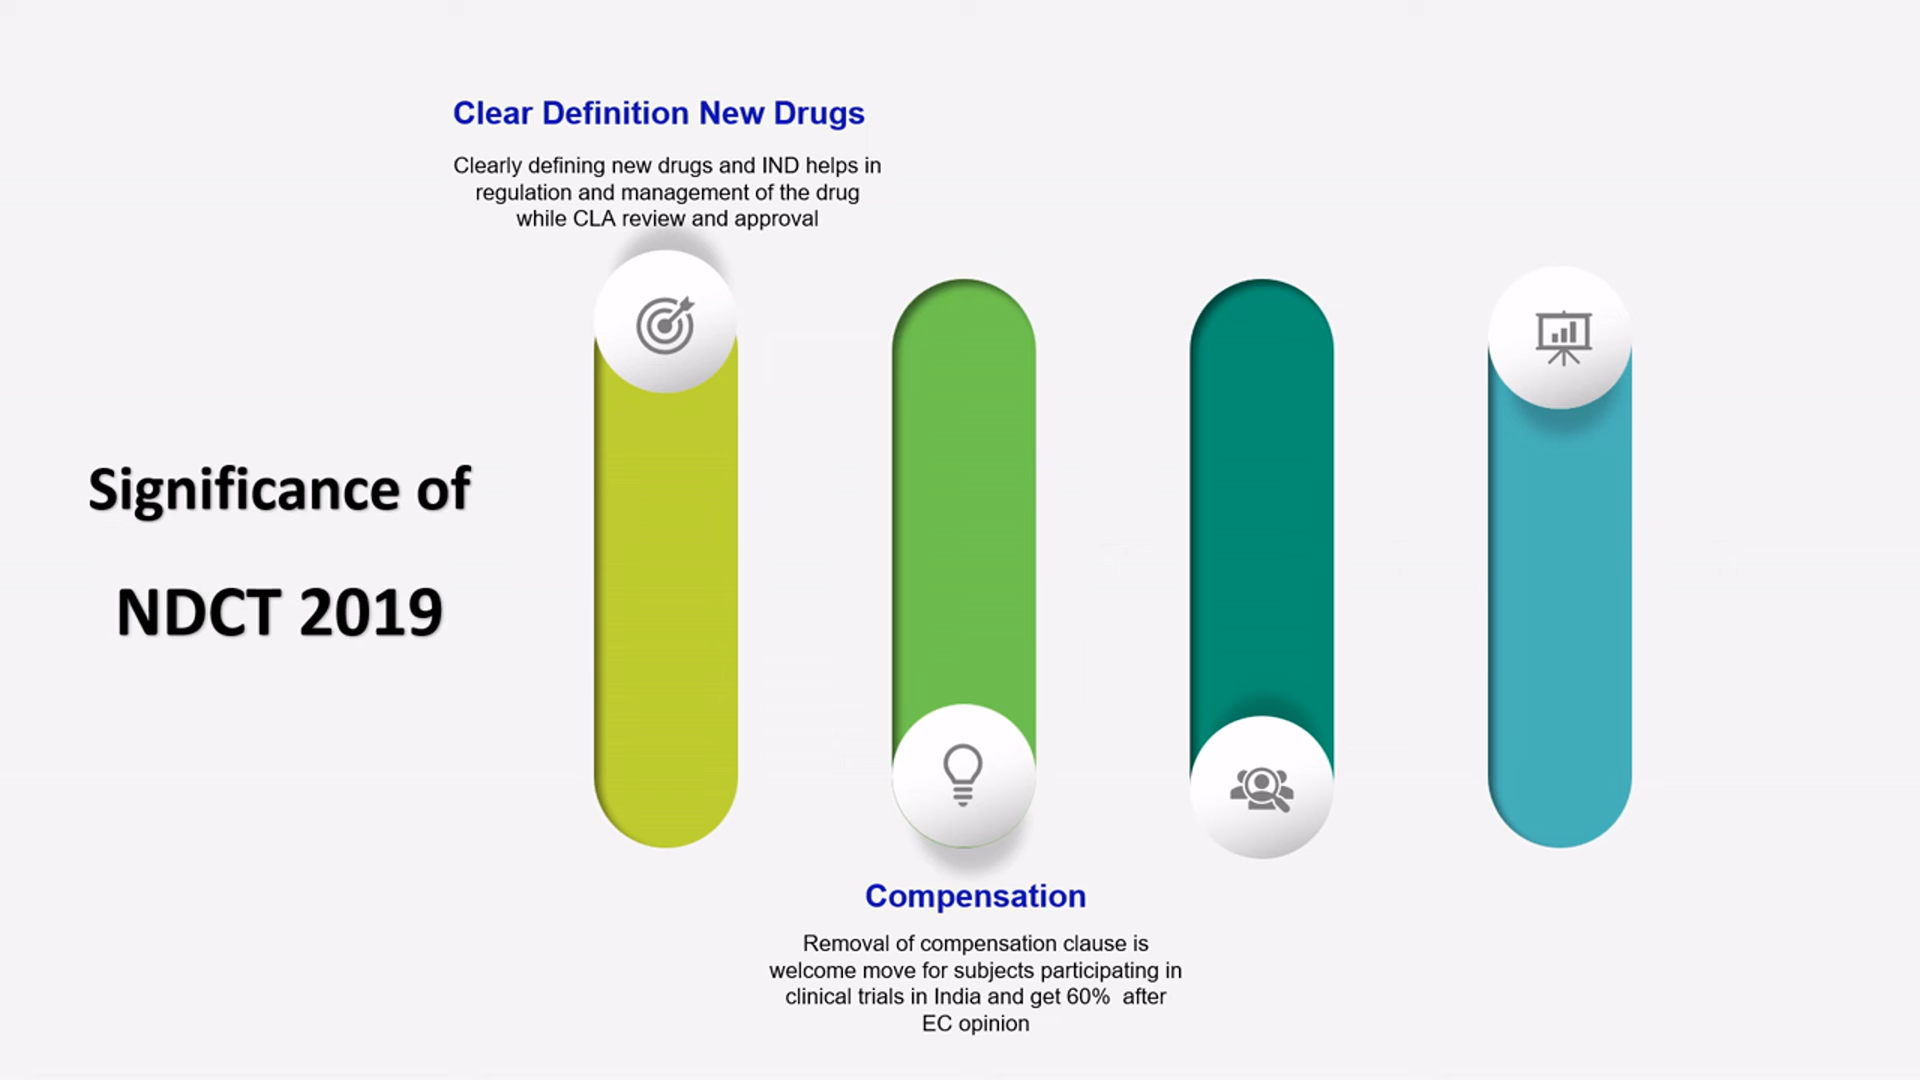 Clear Definition New Drugs
Clearly defining new drugs and IND helps in
regulation and management of the drug
while CLA review and approval
Significance of
NDCT 2019
Compensation
Removal of compensation clause is
welcome move for subjects participating in
clinical trials in India and get 60% after
EC opinion